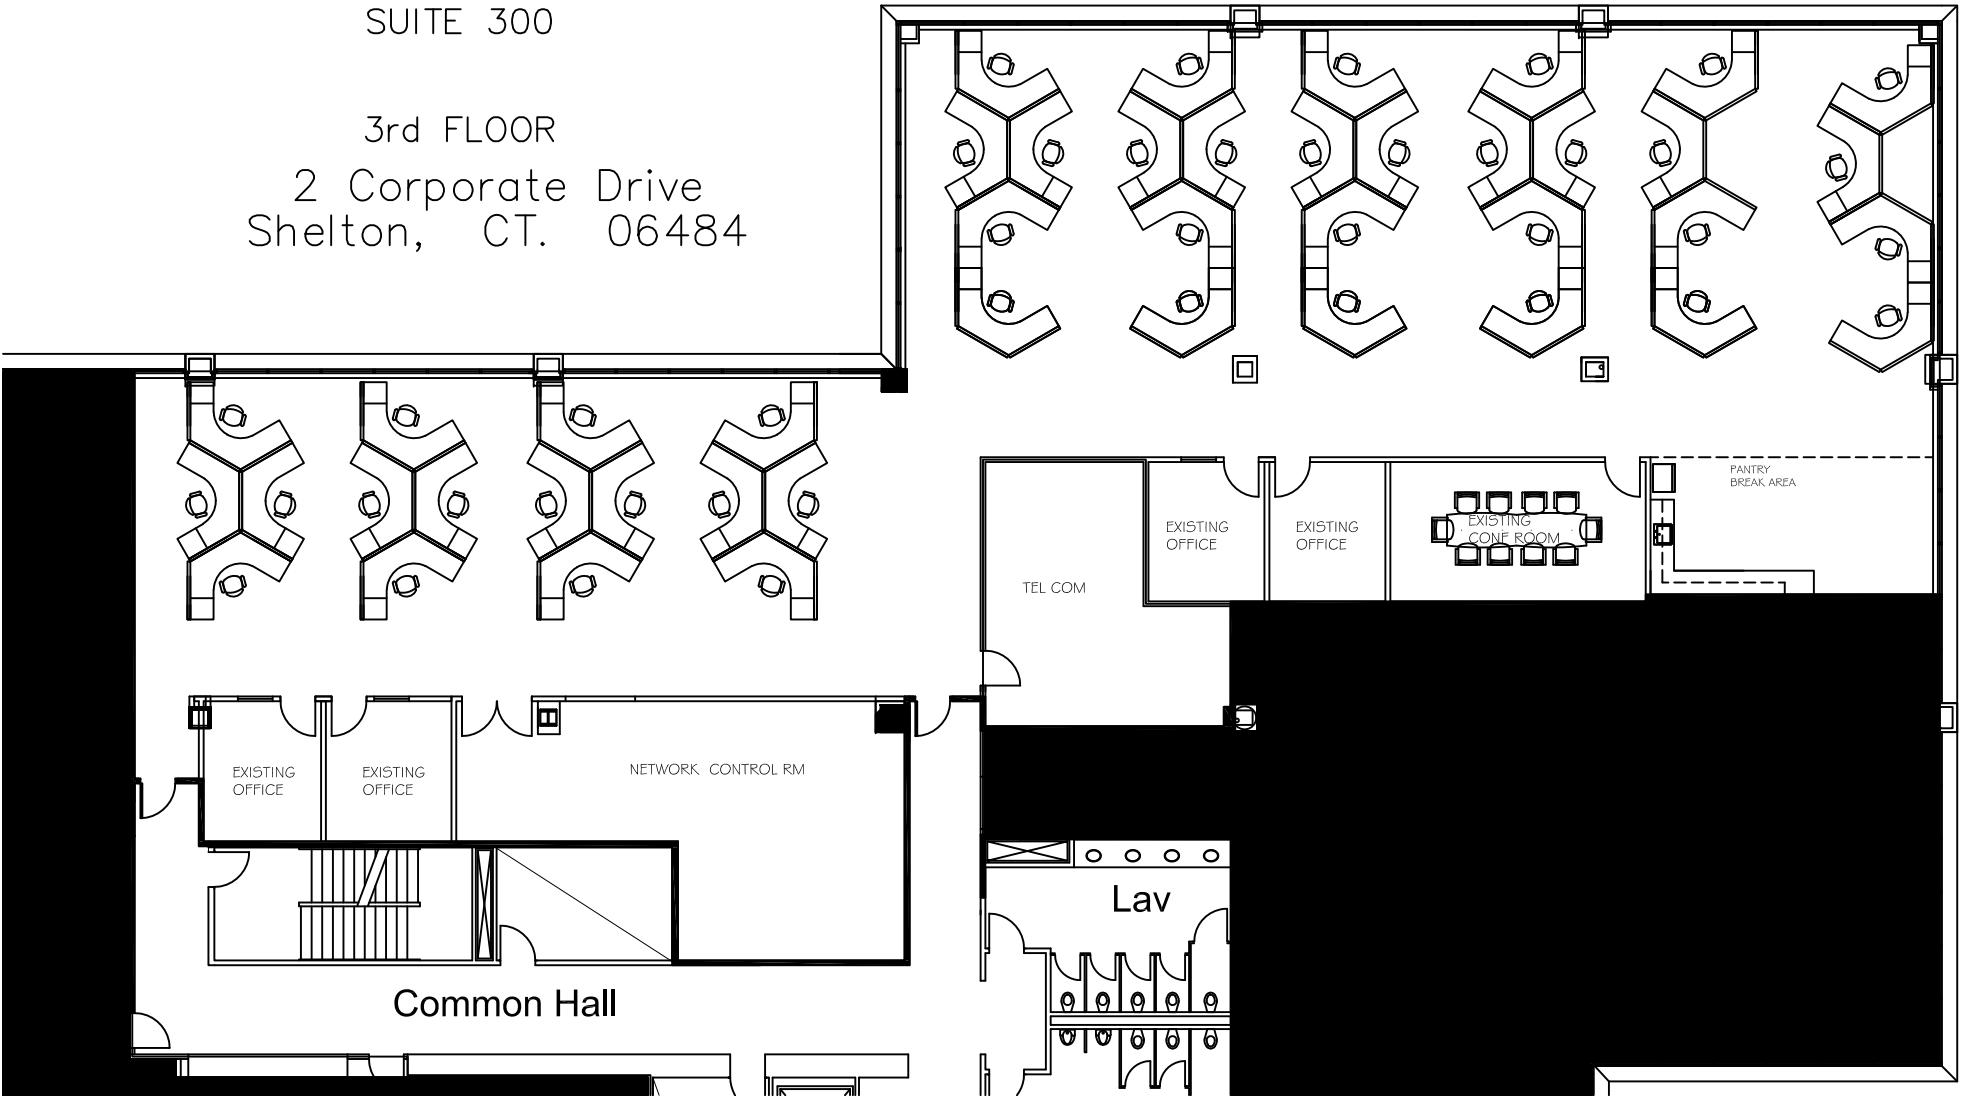 SUITE 300
3rd FLOOR
2 Corporate Drive
Shelton, CT. 06484
PANTRY
BREAK AREA
EXISTING
OFFICE
EXISTING
OFFICE
EXISTING
CONF ROOM
TEL COM
EXISTING
OFFICE
EXISTING
OFFICE
NETWORK CONTROL RM
Lav
Common Hall